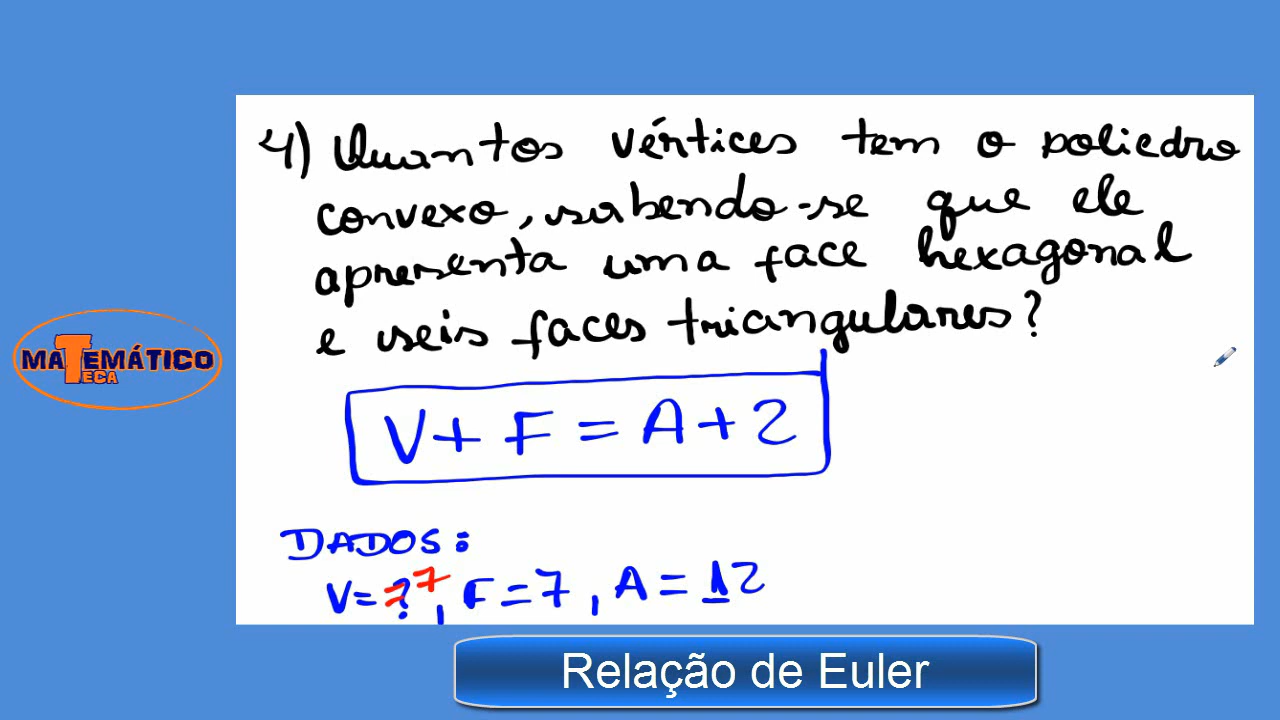 4) Quantos vértices tem o poliedro
convexo, sabendo-se que ele
apresenta uma face hexagonal
e seis faces triangulares?
MATEMÁTICO
TECA
V + F = A + 2
DADOS:
V = ? 7, F = 7, A = 12
Relação de Euler